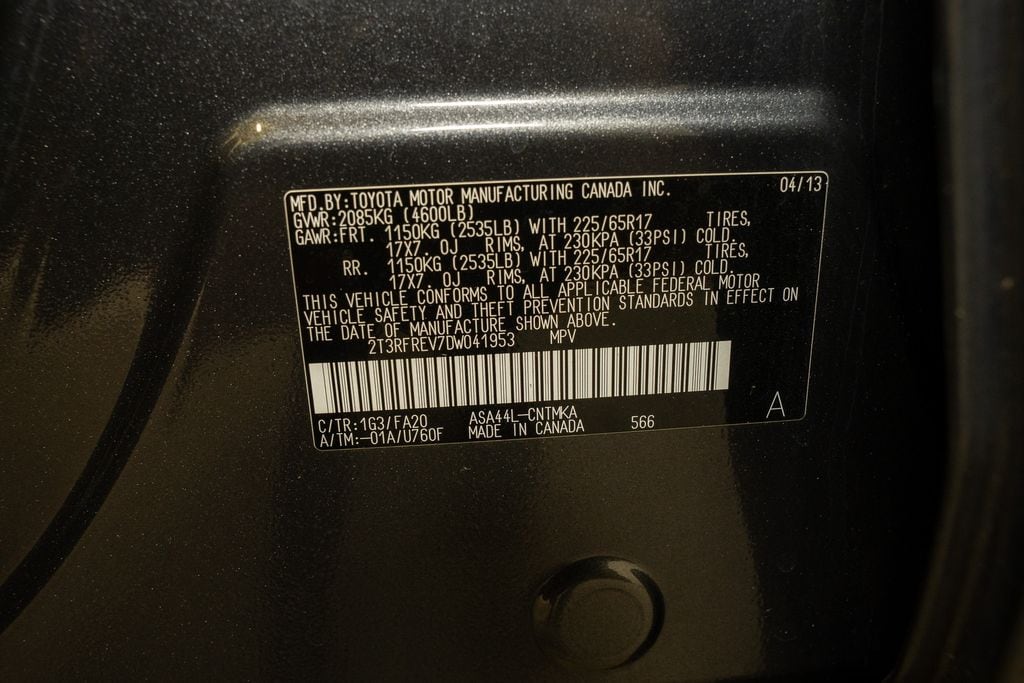 MFD.BY:TOYOTA MOTOR MANUFACTURING CANADA INC. 04/13
GVWR:2085KG (4600LB)
GAWR:FRT. 1150KG (2535LB) WITH 225/65R17 TIRES,
17X7. 0J RIMS, AT 230KPA (33PSI) COLD.
RR. 1150KG (2535LB) WITH 225/65R17 TIRES,
17X7. 0J RIMS, AT 230KPA (33PSI) COLD.
THIS VEHICLE CONFORMS TO ALL APPLICABLE FEDERAL MOTOR
VEHICLE SAFETY AND THEFT PREVENTION STANDARDS IN EFFECT ON
THE DATE OF MANUFACTURE SHOWN ABOVE.
2T3RFREV7DW041953 MPV
C/TR:1G3/FA20 ASA44L-CNTMKA 566 A
A/TM:-01A/U760F MADE IN CANADA